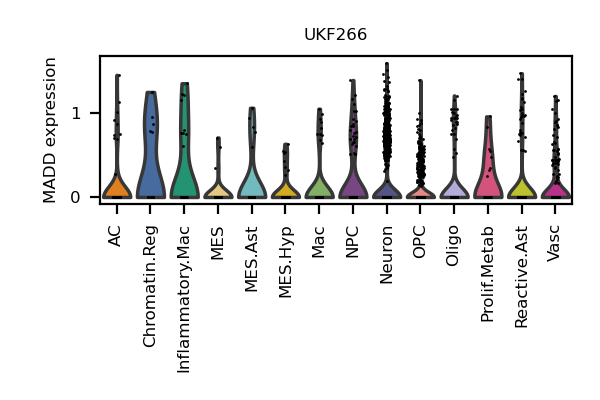 UKF266
MADD expression
1
0
AC
Chromatin.Reg
Inflammatory.Mac
MES
MES.Ast
MES.Hyp
Mac
NPC
Neuron
OPC
Oligo
Prolif.Metab
Reactive.Ast
Vasc